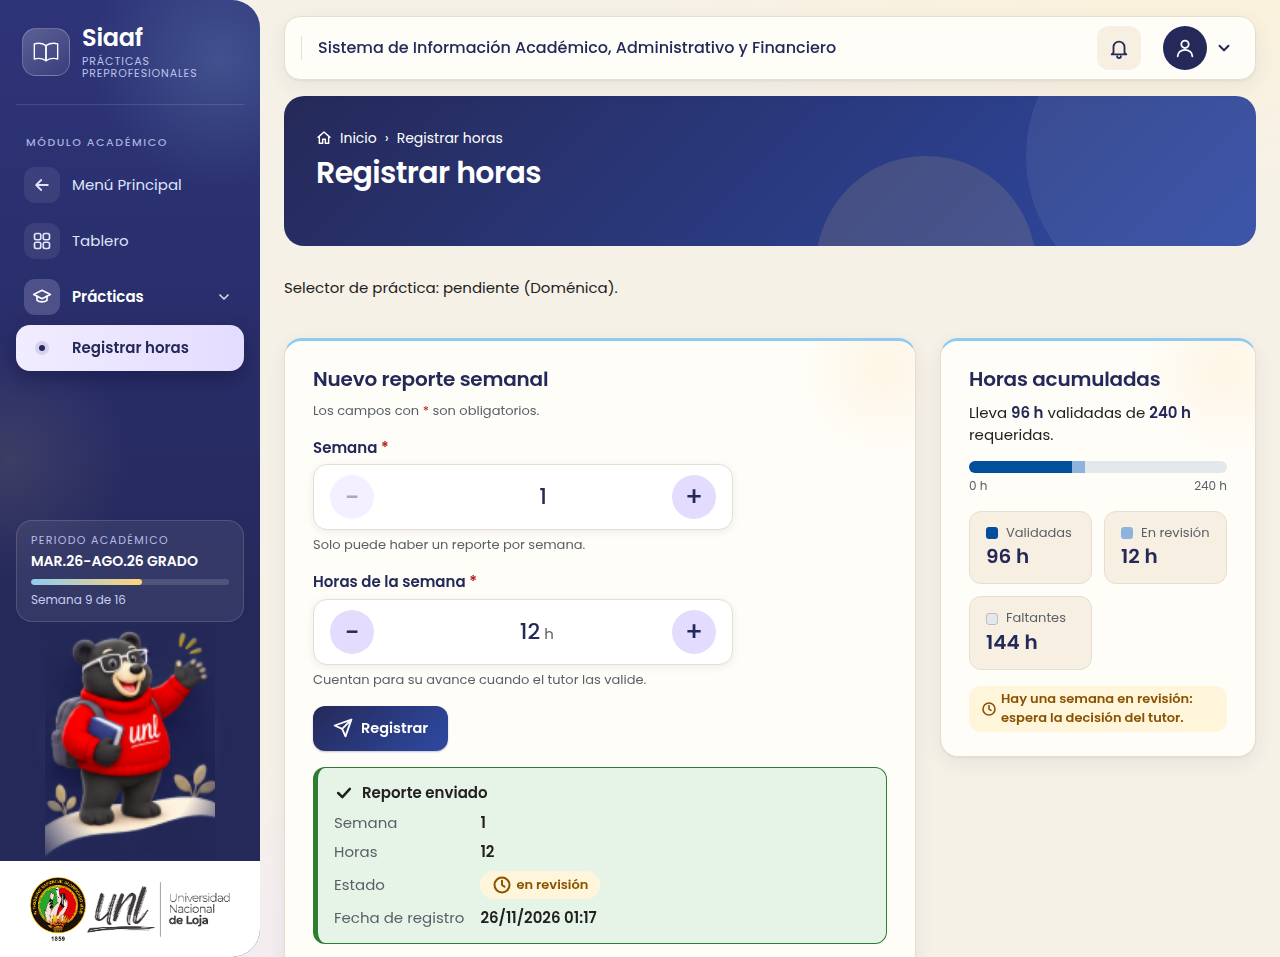 Siaaf
PRÁCTICAS
PREPROFESIONALES
MÓDULO ACADÉMICO
Menú Principal
Tablero
Prácticas
Registrar horas
PERIODO ACADÉMICO
MAR.26-AGO.26 GRADO
Semana 9 de 16
unl
1859
unl
Universidad
Nacional
de Loja
Sistema de Información Académico, Administrativo y Financiero
Inicio › Registrar horas
Registrar horas
Selector de práctica: pendiente (Doménica).
Nuevo reporte semanal
Los campos con * son obligatorios.
Semana *
− 1 +
Solo puede haber un reporte por semana.
Horas de la semana *
− 12 h +
Cuentan para su avance cuando el tutor las valide.
Registrar
Reporte enviado
Semana 1
Horas 12
Estado en revisión
Fecha de registro 26/11/2026 01:17
Horas acumuladas
Lleva 96 h validadas de 240 h
requeridas.
0 h 240 h
Validadas
96 h
En revisión
12 h
Faltantes
144 h
Hay una semana en revisión:
espera la decisión del tutor.